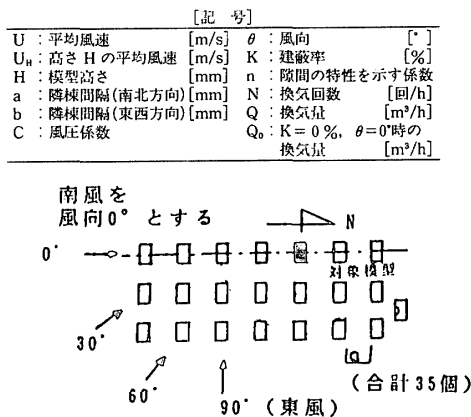 [記 号]
U : 平均風速 [m/s] θ : 風向 [°]
UH : 高さHの平均風速 [m/s] K : 建蔽率 [%]
H : 模型高さ [mm] n : 隙間の特性を示す係数
a : 隣棟間隔(南北方向) [mm] N : 換気回数 [回/h]
b : 隣棟間隔(東西方向) [mm] Q : 換気量 [m³/h]
C : 風圧係数 Q₀ : K=0%, θ=0°時の
換気量 [m³/h]
南風を
風向0°とする
N
0°
対象模型
30°
60°
90°(東風)
a
b
(合計35個)